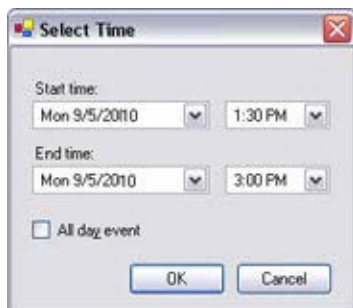 Select Time
Start time:
Mon 9/5/2010 1:30 PM
End time:
Mon 9/5/2010 3:00 PM
All day event
OK Cancel